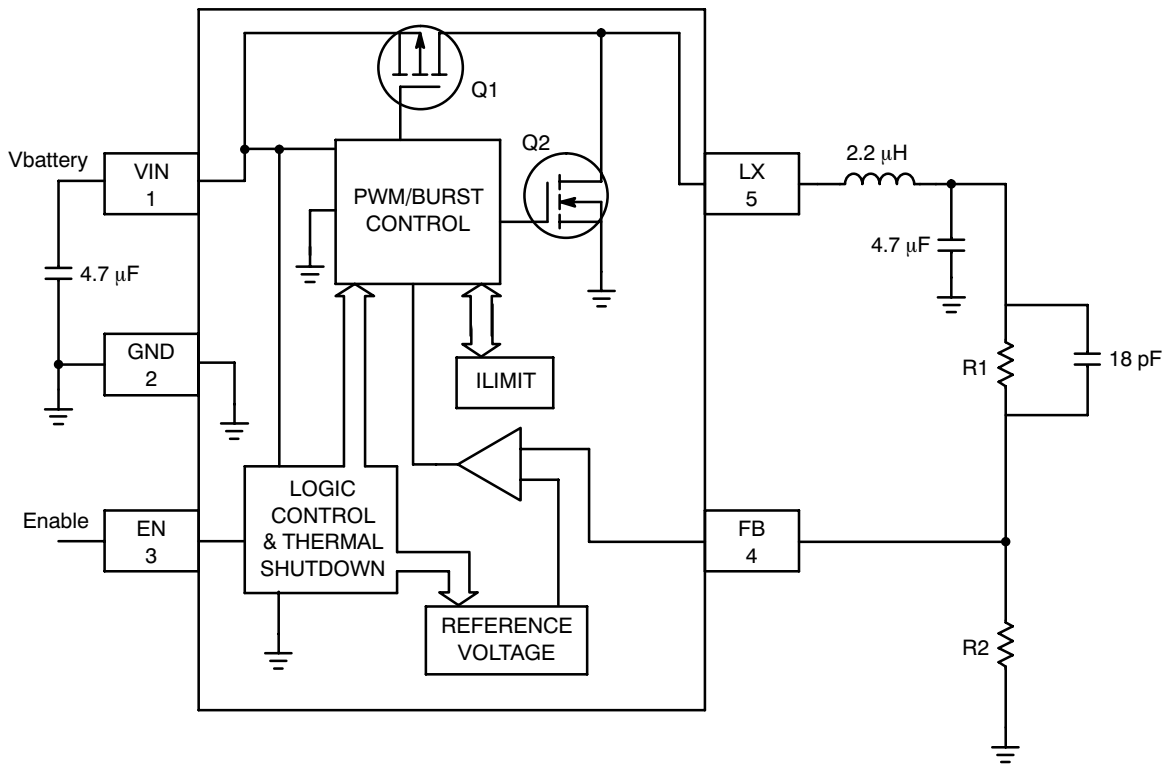 Q1
Q2
Vbattery
VIN
1
PWM/BURST
CONTROL
LX
5
2.2 μH
4.7 μF
4.7 μF
GND
2
ILIMIT
R1
18 pF
LOGIC
CONTROL
& THERMAL
SHUTDOWN
Enable
EN
3
FB
4
REFERENCE
VOLTAGE
R2